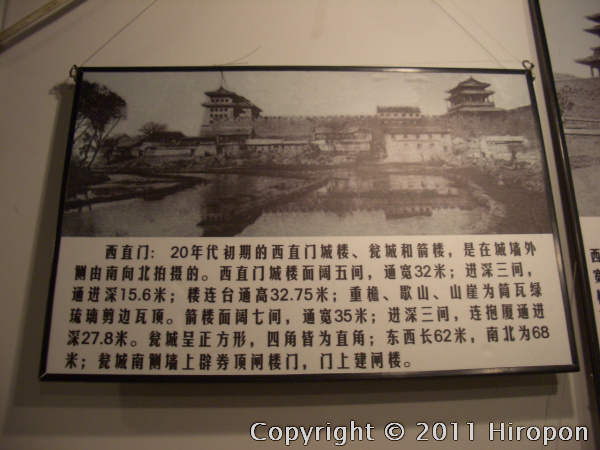 西直门：20年代初期的西直门城楼、瓮城和箭楼，是在城墙外
侧由南向北拍摄的。西直门城楼面阔五间，通宽32米；进深三间，
通进深15.6米；楼连台通高32.75米；重檐、歇山、山崖为筒瓦绿
琉璃剪边瓦顶。箭楼面阔七间，通宽35米；进深三间，连抱厦通进
深27.8米。瓮城呈正方形，四角皆为直角；东西长62米，南北为68
米；瓮城南侧墙上辟券顶闸楼门，门上建闸楼。
Copyright © 2011 Hiropon